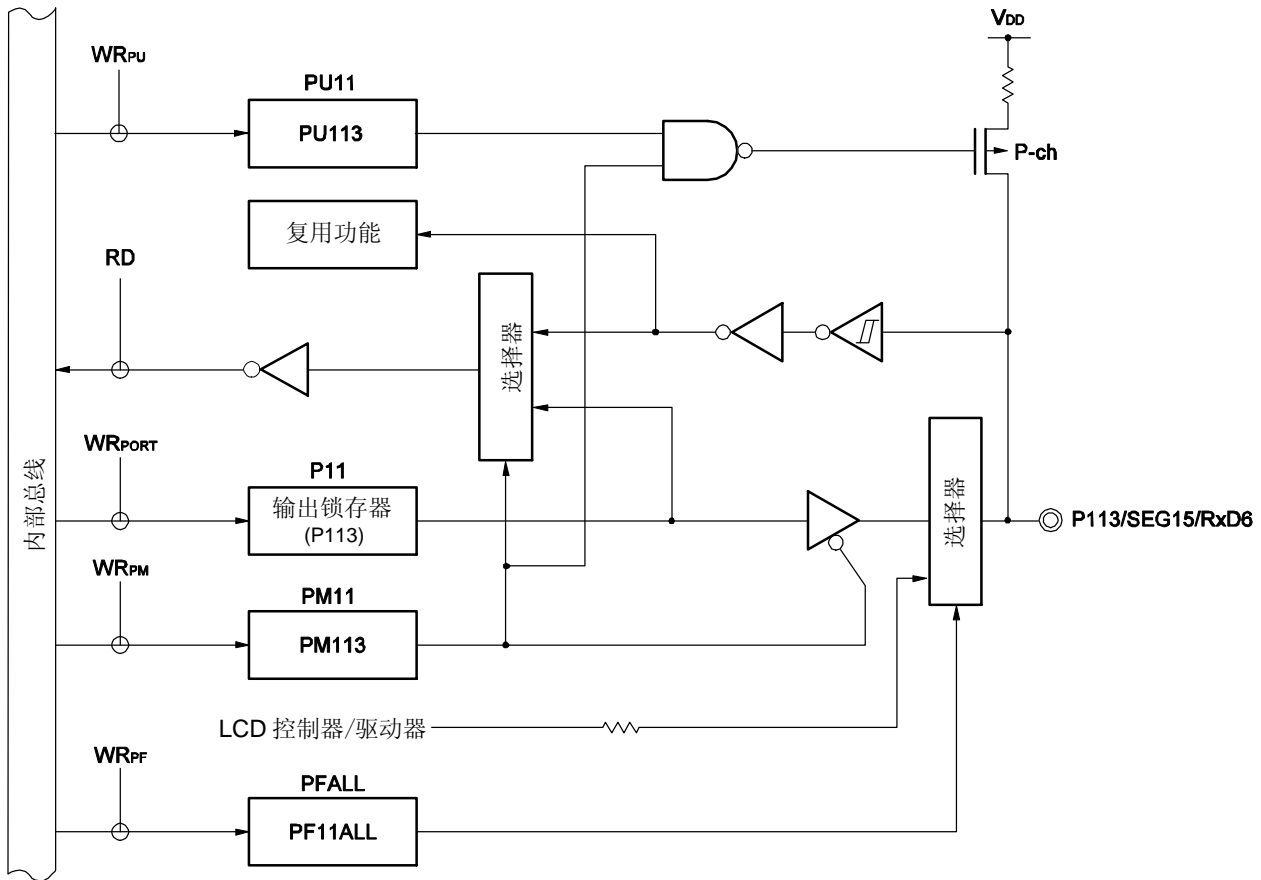 VDD
WRPU
PU11
PU113
P-ch
复用功能
RD
选择器
WRPORT
P11
输出锁存器
(P113)
选择器
P113/SEG15/RxD6
内部总线
WRPM
PM11
PM113
LCD 控制器/驱动器
WRPF
PFALL
PF11ALL